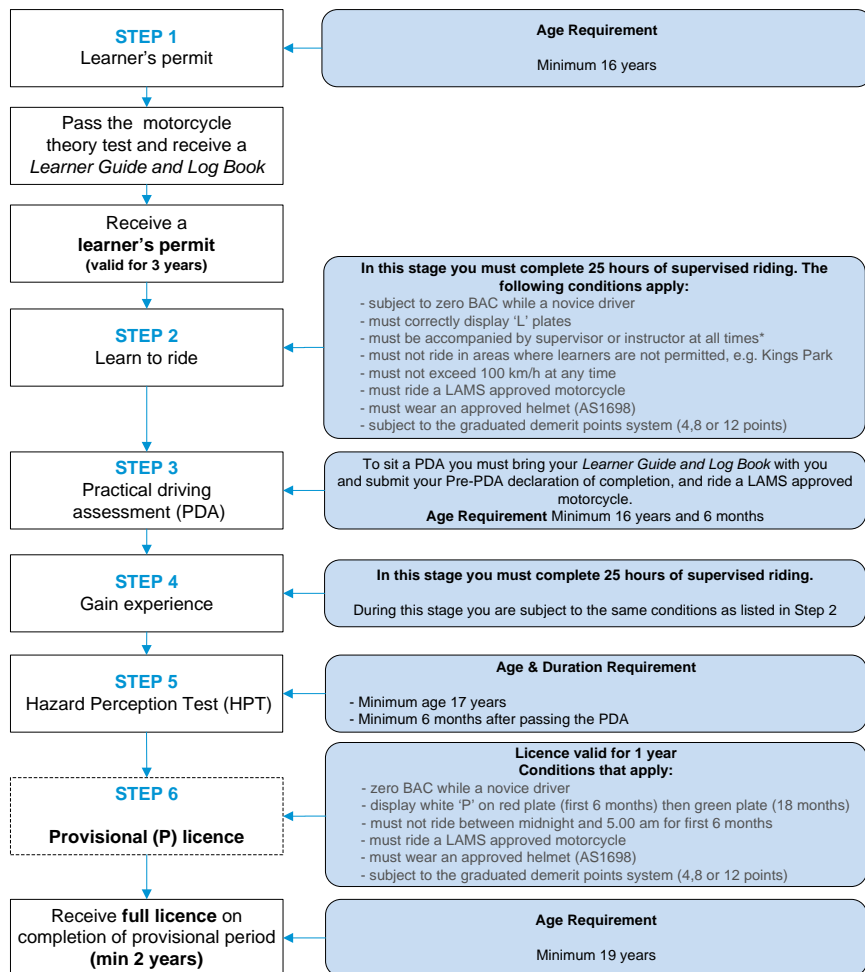 STEP 1
Learner's permit
Age Requirement
Minimum 16 years
Pass the motorcycle
theory test and receive a
Learner Guide and Log Book
Receive a
learner's permit
(valid for 3 years)
STEP 2
Learn to ride
In this stage you must complete 25 hours of supervised riding. The
following conditions apply:
- subject to zero BAC while a novice driver
- must correctly display 'L' plates
- must be accompanied by supervisor or instructor at all times*
- must not ride in areas where learners are not permitted, e.g. Kings Park
- must not exceed 100 km/h at any time
- must ride a LAMS approved motorcycle
- must wear an approved helmet (AS1698)
- subject to the graduated demerit points system (4,8 or 12 points)
STEP 3
Practical driving
assessment (PDA)
To sit a PDA you must bring your Learner Guide and Log Book with you
and submit your Pre-PDA declaration of completion, and ride a LAMS approved
motorcycle.
Age Requirement Minimum 16 years and 6 months
STEP 4
Gain experience
In this stage you must complete 25 hours of supervised riding.
During this stage you are subject to the same conditions as listed in Step 2
STEP 5
Hazard Perception Test (HPT)
Age & Duration Requirement
- Minimum age 17 years
- Minimum 6 months after passing the PDA
STEP 6
Provisional (P) licence
Licence valid for 1 year
Conditions that apply:
- zero BAC while a novice driver
- display white 'P' on red plate (first 6 months) then green plate (18 months)
- must not ride between midnight and 5.00 am for first 6 months
- must ride a LAMS approved motorcycle
- must wear an approved helmet (AS1698)
- subject to the graduated demerit points system (4,8 or 12 points)
Receive full licence on
completion of provisional period
(min 2 years)
Age Requirement
Minimum 19 years